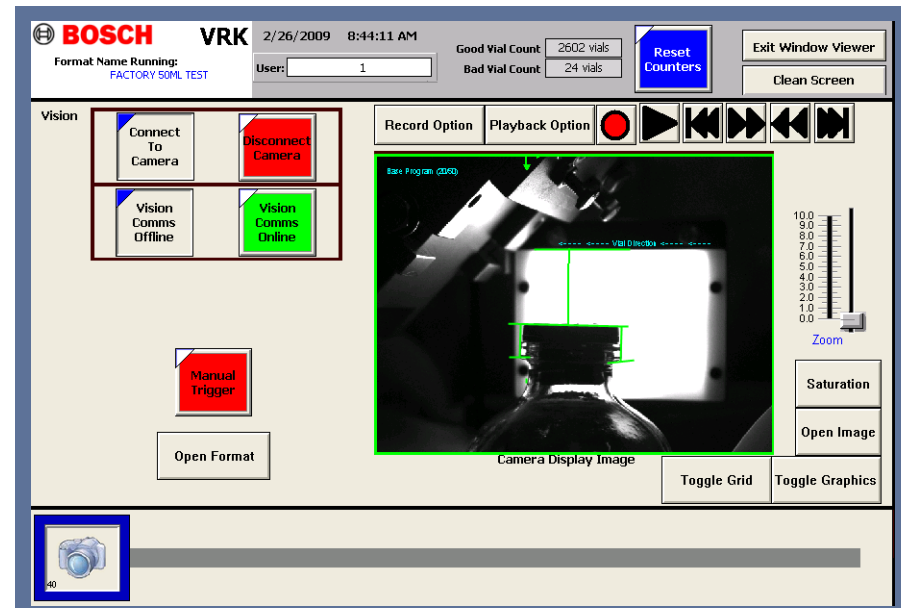 BOSCH VRK
Format Name Running:
FACTORY 50ML TEST
2/26/2009 8:44:11 AM
User: 1
Good Vial Count 2602 vials
Bad Vial Count 24 vials
Reset
Counters
Exit Window Viewer
Clean Screen
Vision
Connect
To
Camera
Disconnect
Camera
Vision
Comms
Offline
Vision
Comms
Online
Manual
Trigger
Open Format
Record Option
Playback Option
Base Program (20/60)
<---- <---- Vial Direction <---- <----
Camera Display Image
10.0
9.0
8.0
7.0
6.0
5.0
4.0
3.0
2.0
1.0
0.0
Zoom
Saturation
Open Image
Toggle Grid
Toggle Graphics
40